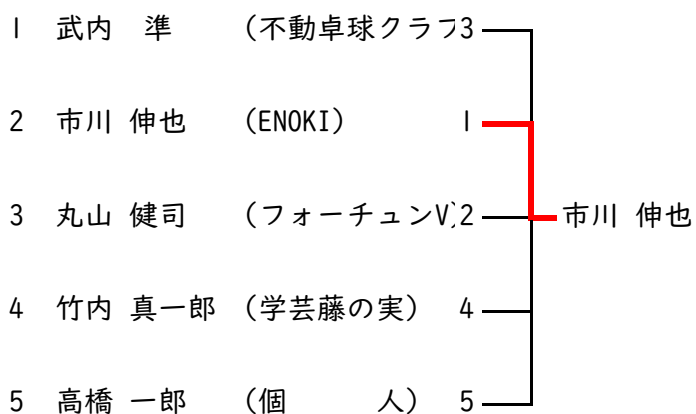 1 武内 準 (不動卓球クラブ3
2 市川 伸也 (ENOKI) 1
3 丸山 健司 (フォーチュンV)2
市川 伸也
4 竹内 真一郎 (学芸藤の実) 4
5 高橋 一郎 (個 人) 5